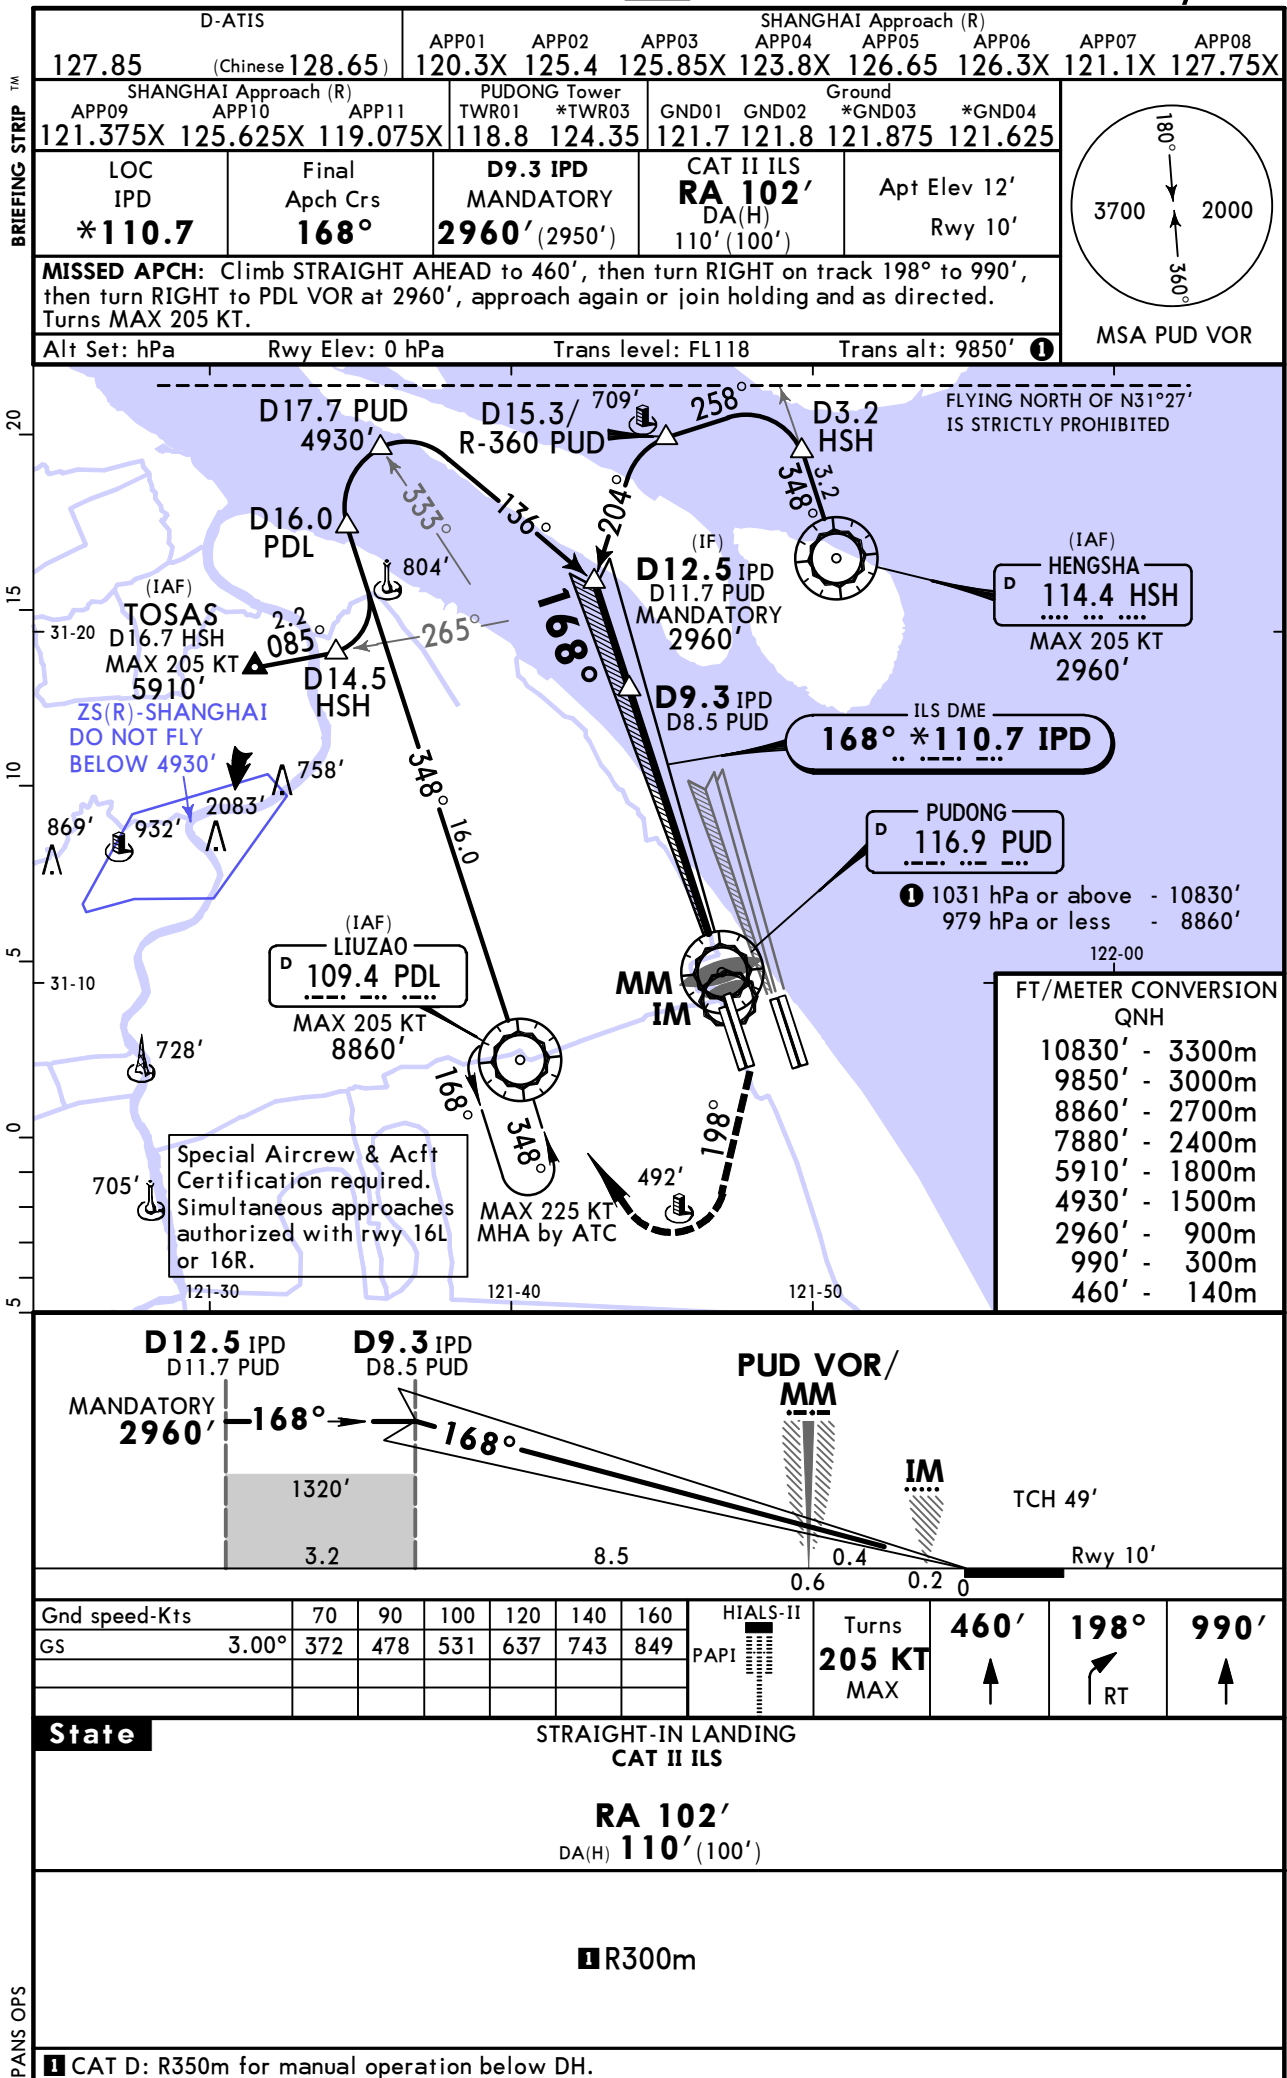 BRIEFING STRIP TM
D-ATIS
127.85 (Chinese 128.65)
SHANGHAI Approach (R)
APP01 APP02 APP03 APP04 APP05 APP06 APP07 APP08
120.3X 125.4 125.85X 123.8X 126.65 126.3X 121.1X 127.75X
SHANGHAI Approach (R)
APP09 APP10 APP11
121.375X 125.625X 119.075X
PUDONG Tower
TWR01 *TWR03
118.8 124.35
Ground
GND01 GND02 *GND03 *GND04
121.7 121.8 121.875 121.625
LOC
IPD
*110.7
Final
Apch Crs
168°
D9.3 IPD
MANDATORY
2960' (2950')
CAT II ILS
RA 102'
DA(H)
110' (100')
Apt Elev 12'
Rwy 10'
180°
3700
2000
360°
MSA PUD VOR
MISSED APCH: Climb STRAIGHT AHEAD to 460', then turn RIGHT on track 198° to 990',
then turn RIGHT to PDL VOR at 2960', approach again or join holding and as directed.
Turns MAX 205 KT.
Alt Set: hPa Rwy Elev: 0 hPa Trans level: FL118 Trans alt: 9850' 1
FLYING NORTH OF N31°27'
IS STRICTLY PROHIBITED
D17.7 PUD
4930'
D15.3/
R-360 PUD
709'
258°
D3.2
HSH
348°
3.2
204°
136°
333°
D16.0
PDL
804'
(IAF)
TOSAS
D16.7 HSH
MAX 205 KT
5910'
2.2
085°
265°
D14.5
HSH
(IF)
D12.5 IPD
D11.7 PUD
MANDATORY
2960'
168°
(IAF)
HENGSHA
D 114.4 HSH
MAX 205 KT
2960'
D9.3 IPD
D8.5 PUD
ILS DME
168° *110.7 IPD
ZS(R)-SHANGHAI
DO NOT FLY
BELOW 4930'
758'
2083'
869'
932'
348°
16.0
PUDONG
D 116.9 PUD
1 1031 hPa or above - 10830'
979 hPa or less - 8860'
122-00
(IAF)
LIUZAO
D 109.4 PDL
MAX 205 KT
8860'
MM
IM
728'
168°
348°
198°
492'
705'
MAX 225 KT
MHA by ATC
Special Aircrew & Acft
Certification required.
Simultaneous approaches
authorized with rwy 16L
or 16R.
20
15
10
5
0
5
31-20
31-10
121-30
121-40
121-50
FT/METER CONVERSION
QNH
10830' - 3300m
9850' - 3000m
8860' - 2700m
7880' - 2400m
5910' - 1800m
4930' - 1500m
2960' - 900m
990' - 300m
460' - 140m
D12.5 IPD
D11.7 PUD
D9.3 IPD
D8.5 PUD
MANDATORY
2960'
168°
168°
1320'
PUD VOR/
MM
IM
TCH 49'
Rwy 10'
3.2
8.5
0.4
0.6
0.2
0
Gnd speed-Kts 70 90 100 120 140 160
GS 3.00° 372 478 531 637 743 849
HIALS-II
PAPI
Turns
205 KT
MAX
460'
198°
RT
990'
State
STRAIGHT-IN LANDING
CAT II ILS
RA 102'
DA(H) 110' (100')
1 R300m
PANS OPS
1 CAT D: R350m for manual operation below DH.